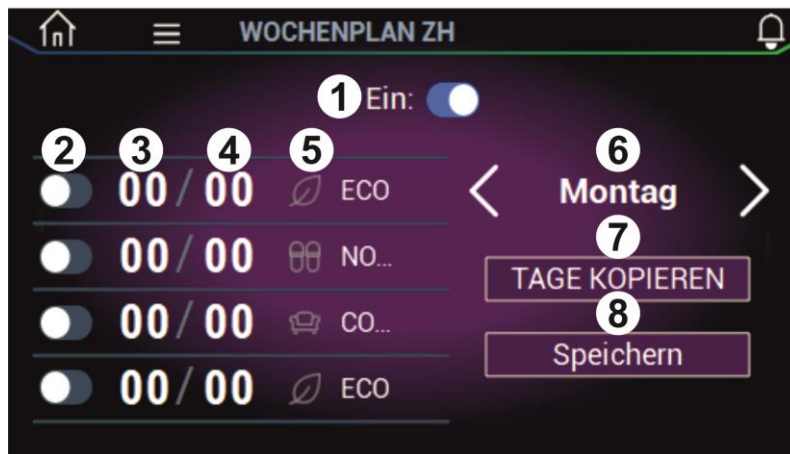 WOCHENPLAN ZH
1 Ein:
2 3 4 5 6
00/00 ECO Montag
7
00/00 NO... TAGE KOPIEREN
8
00/00 CO... Speichern
00/00 ECO